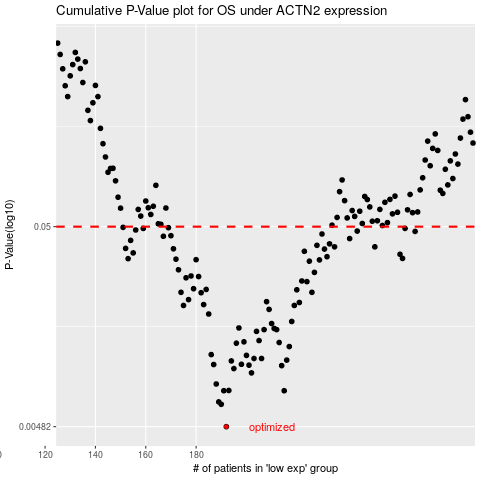 Cumulative P-Value plot for OS under ACTN2 expression
P-Value(log10)
0.05
0.00482
optimized
0 120 140 160 180
# of patients in 'low exp' group